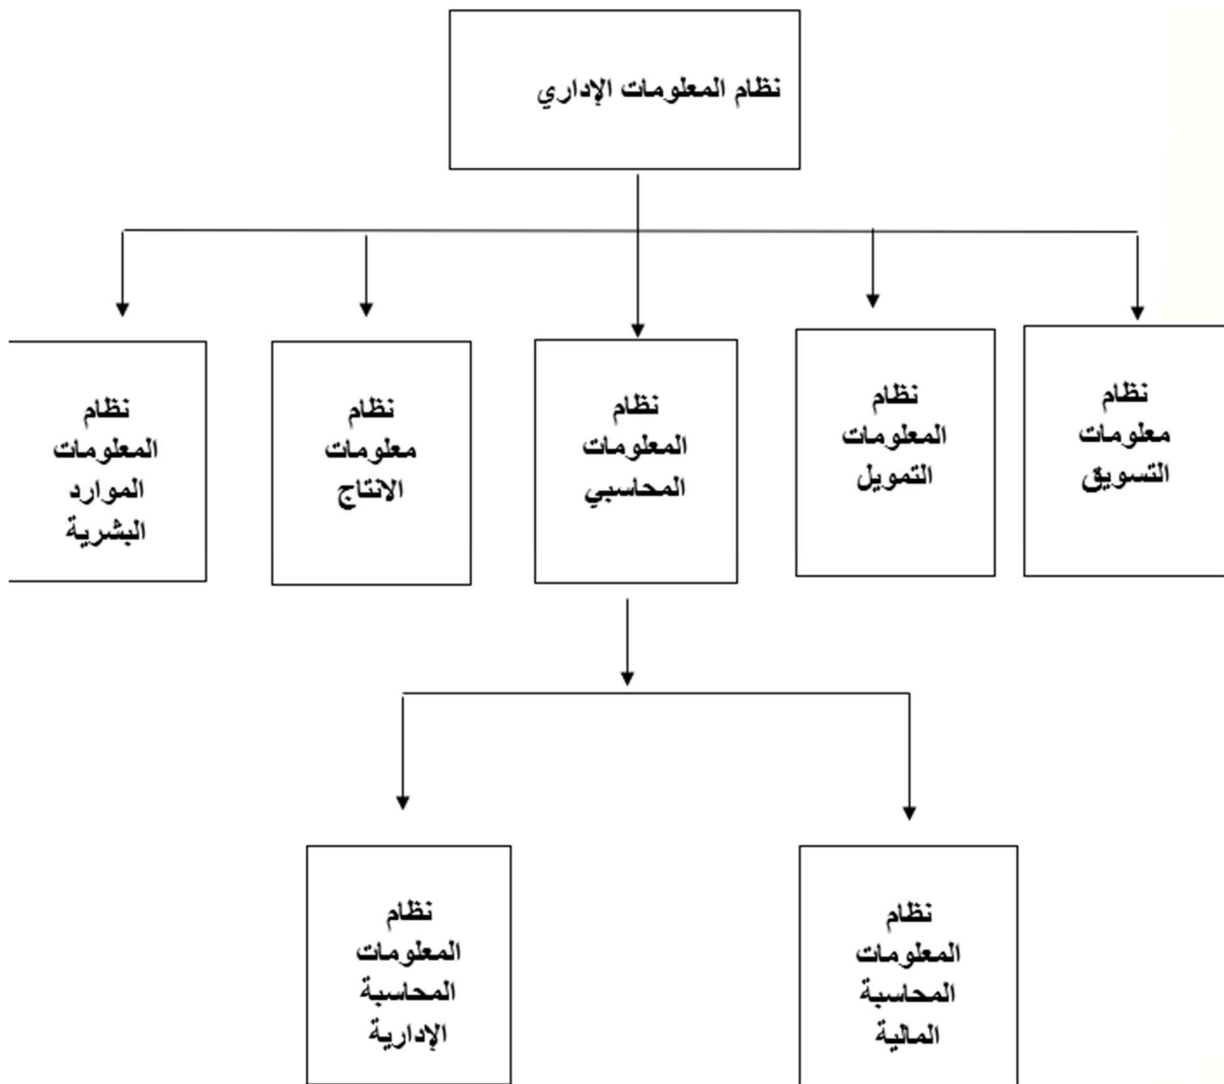 نظام المعلومات الإداري
نظام
معلومات
التسويق
نظام
المعلومات
التمويل
نظام
المعلومات
المحاسبي
نظام
معلومات
الانتاج
نظام
المعلومات
الموارد
البشرية
نظام
المعلومات
المحاسبة
المالية
نظام
المعلومات
المحاسبة
الإدارية